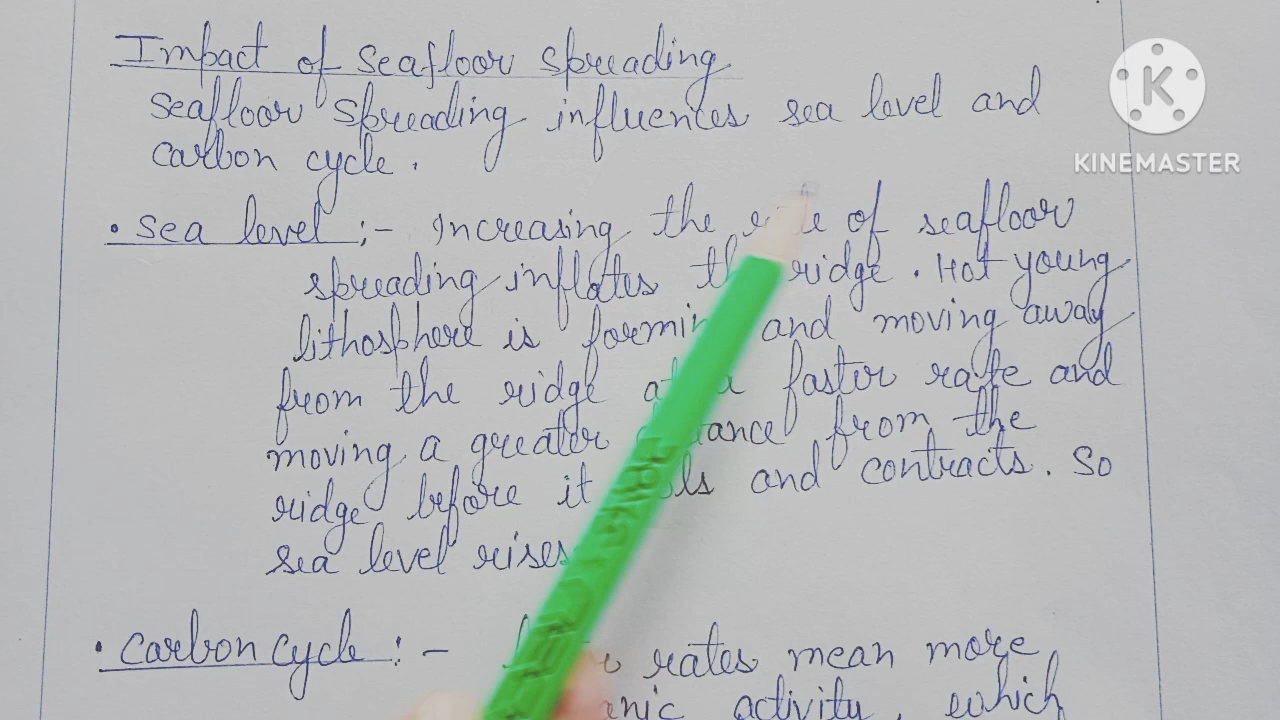 Impact of seafloor spreading
seafloor spreading influences sea level and
carbon cycle.
• sea level :- Increasing the of seafloor
spreading inflates ridge. Hot young
lithosphere is and moving away
from the ridge a faster rate and
moving a greater from the
ridge before it and contracts. So
sea level rises
• carbon cycle :- rates mean more
activity, which
K
KINEMASTER